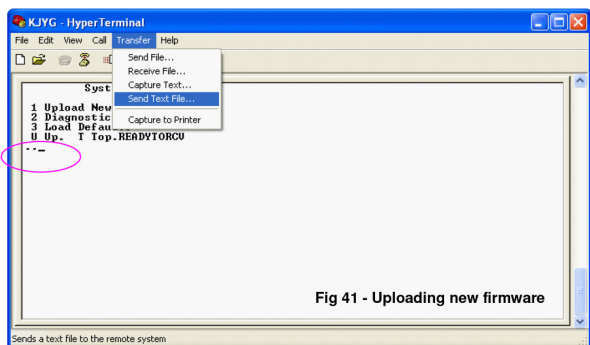 KJYG - HyperTerminal
File Edit View Call Transfer Help
Send File...
Receive File...
Capture Text...
Send Text File...
Capture to Printer
Syst
1 Upload New
2 Diagnostic
3 Load Defau
U Up. T Top.READYTORCV
--_
Fig 41 - Uploading new firmware
Sends a text file to the remote system